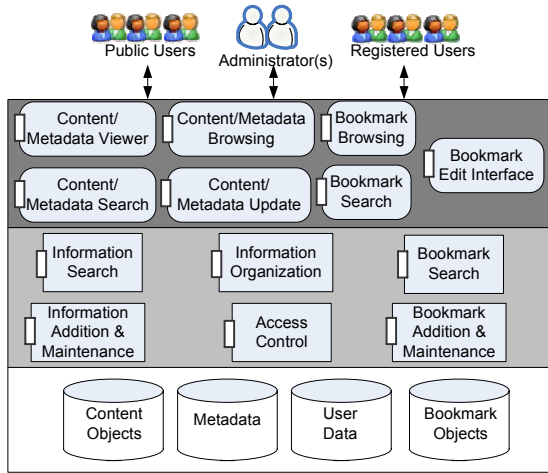 Public Users
Administrator(s)
Registered Users
Content/
Metadata Viewer
Content/Metadata
Browsing
Bookmark
Browsing
Bookmark
Edit Interface
Content/
Metadata Search
Content/
Metadata Update
Bookmark
Search
Information
Search
Information
Organization
Bookmark
Search
Information
Addition &
Maintenance
Access
Control
Bookmark
Addition &
Maintenance
Content
Objects
Metadata
User
Data
Bookmark
Objects